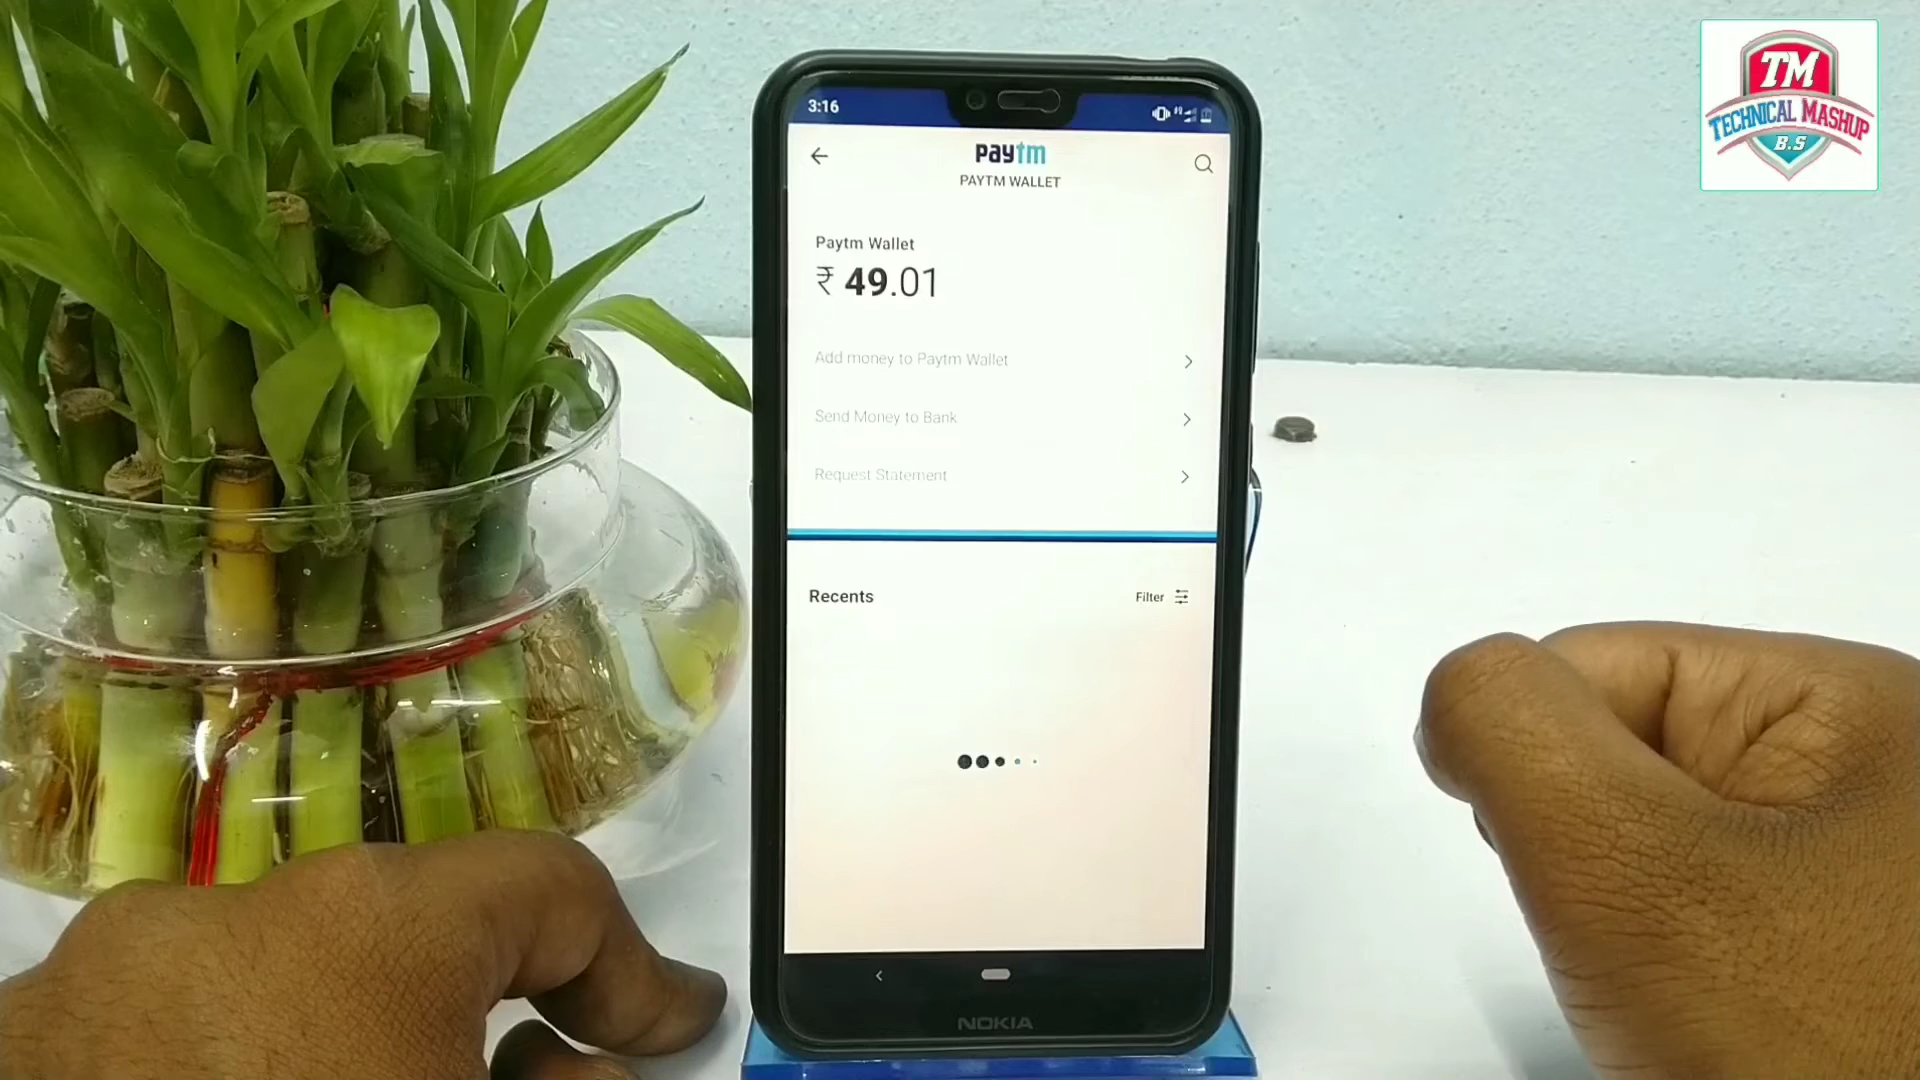 3:16
paytm
PAYTM WALLET
Paytm Wallet
₹ 49.01
Add money to Paytm Wallet
Send Money to Bank
Request Statement
Recents
Filter
NOKIA
TM
TECHNICAL MASHUP
B.S